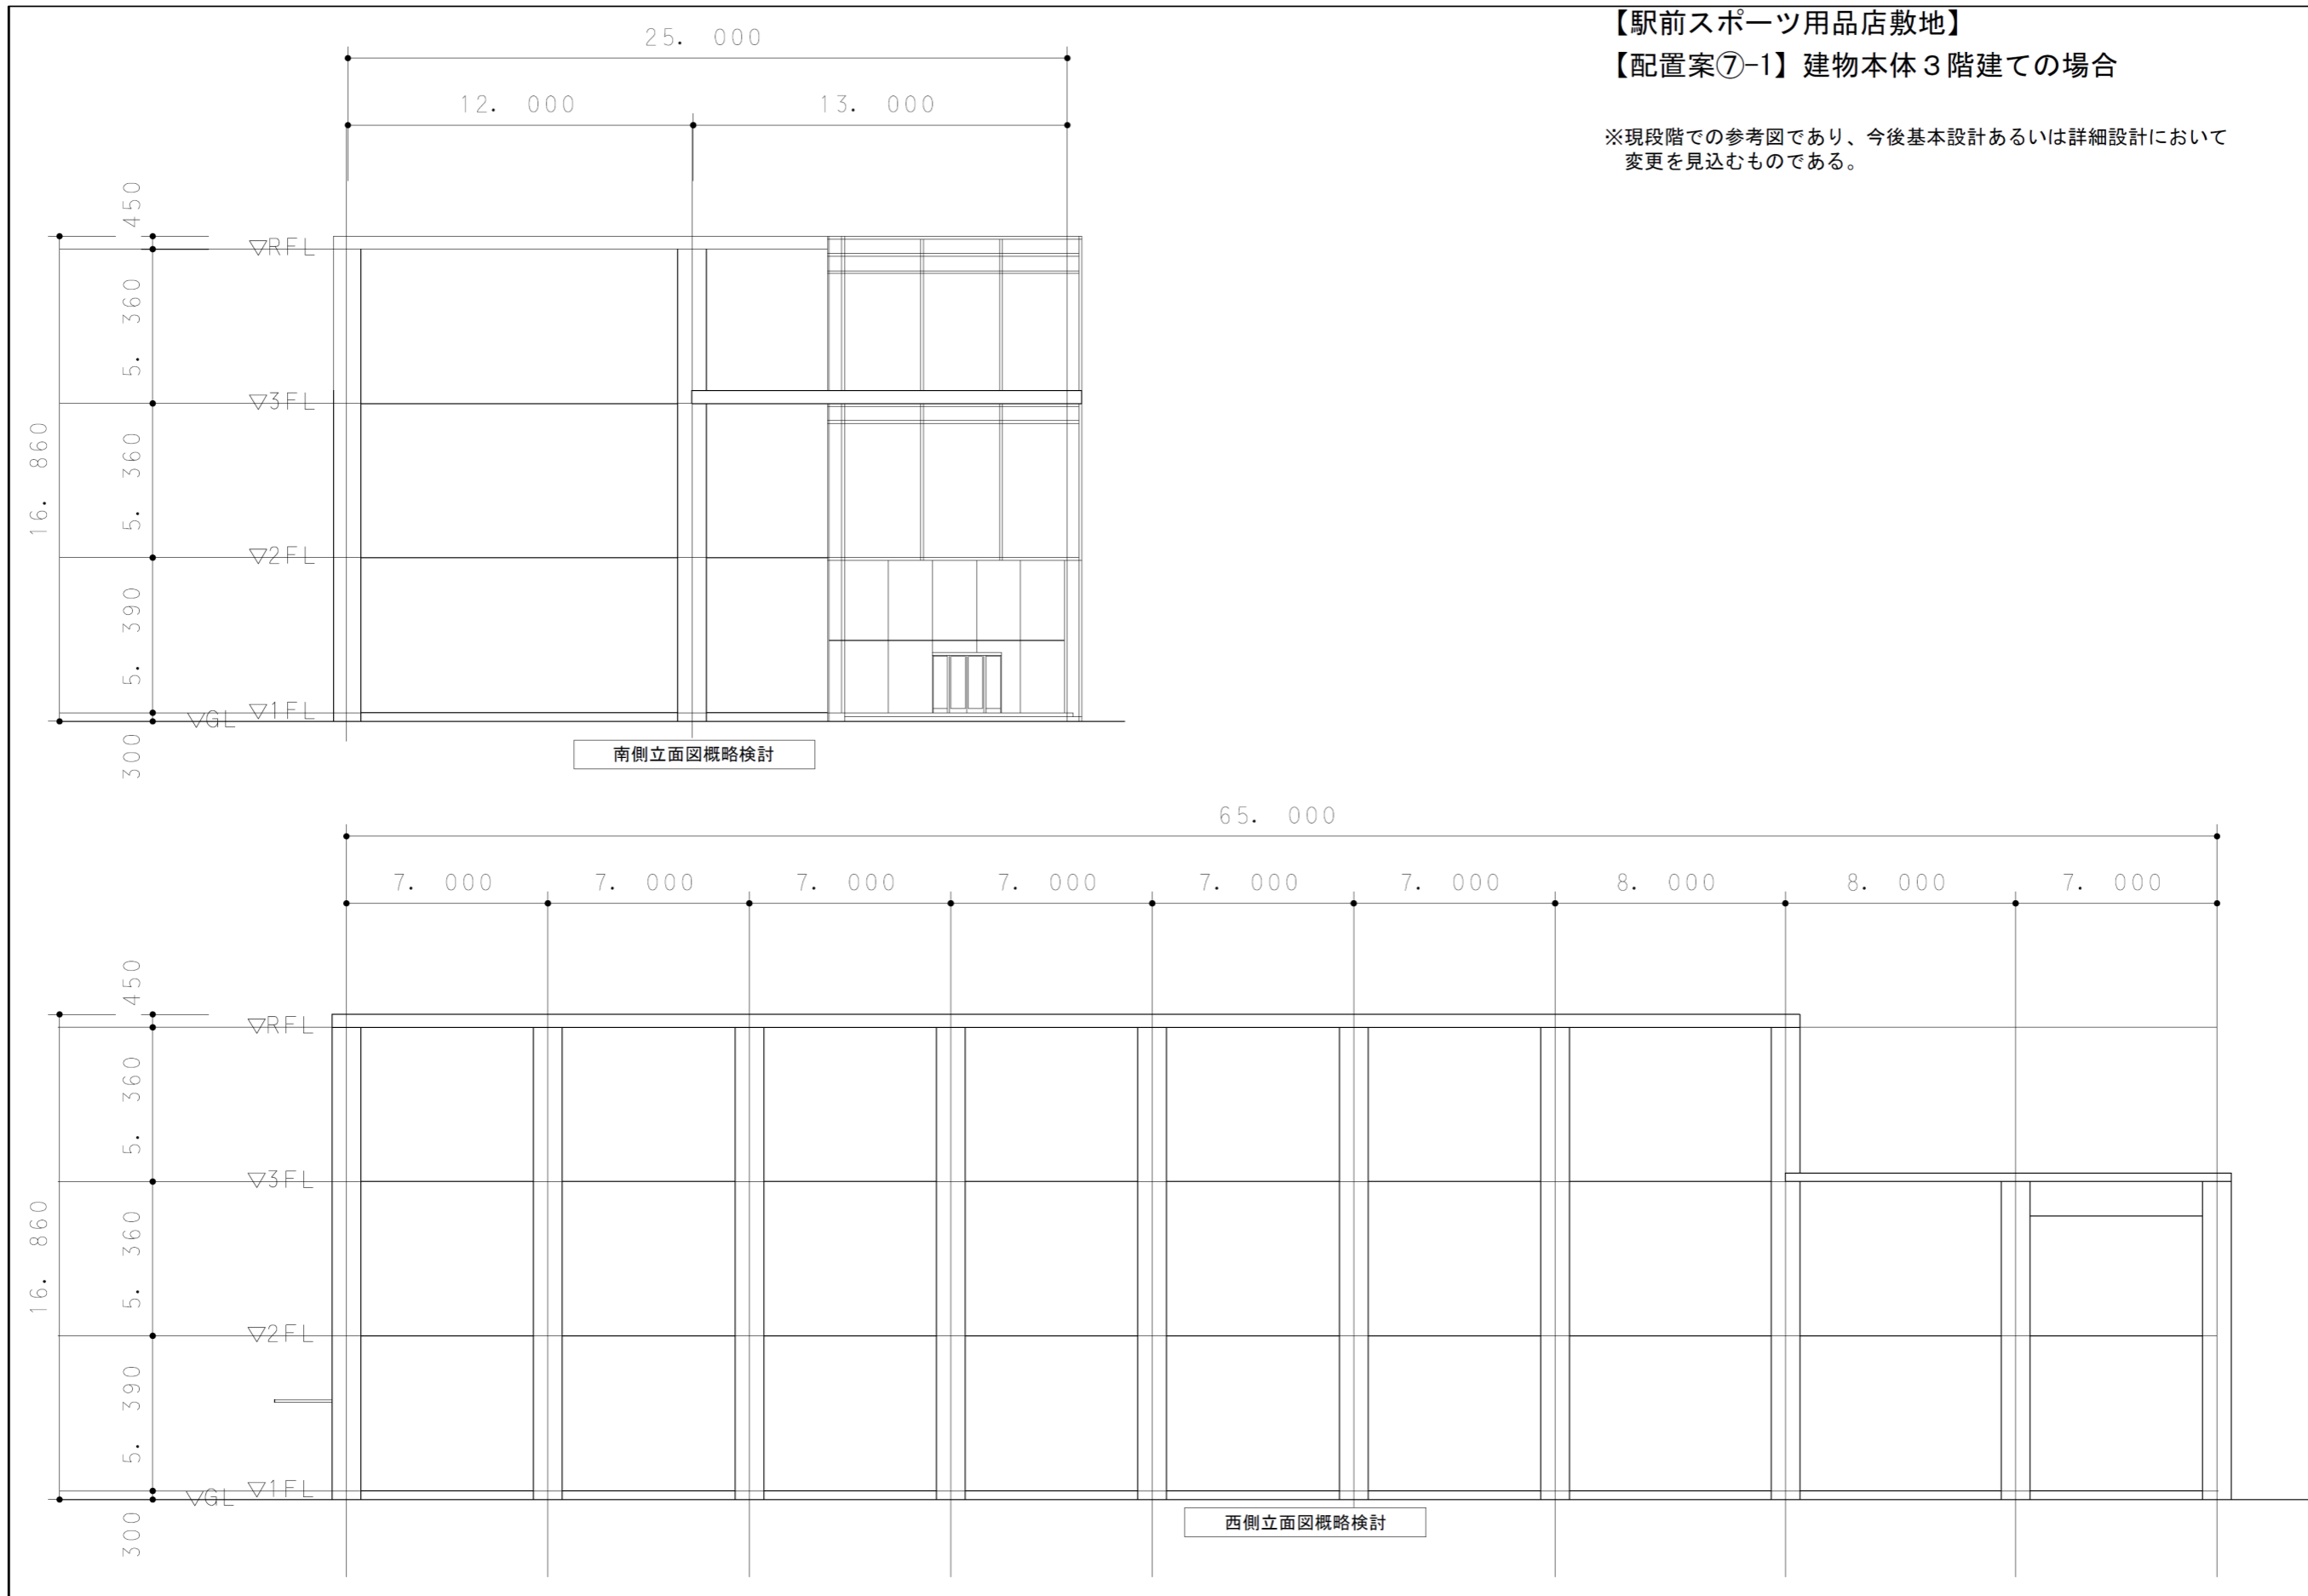 【駅前スポーツ用品店敷地】
【配置案⑦-1】建物本体３階建ての場合
※現段階での参考図であり、今後基本設計あるいは詳細設計において
変更を見込むものである。
25. 000
12. 000
13. 000
450
▽RFL
5. 360
▽3FL
16. 860
5. 360
▽2FL
5. 390
▽1FL
▽GL
300
南側立面図概略検討
65. 000
7. 000
7. 000
7. 000
7. 000
7. 000
7. 000
8. 000
8. 000
7. 000
450
▽RFL
5. 360
▽3FL
16. 860
5. 360
▽2FL
5. 390
▽1FL
▽GL
300
西側立面図概略検討